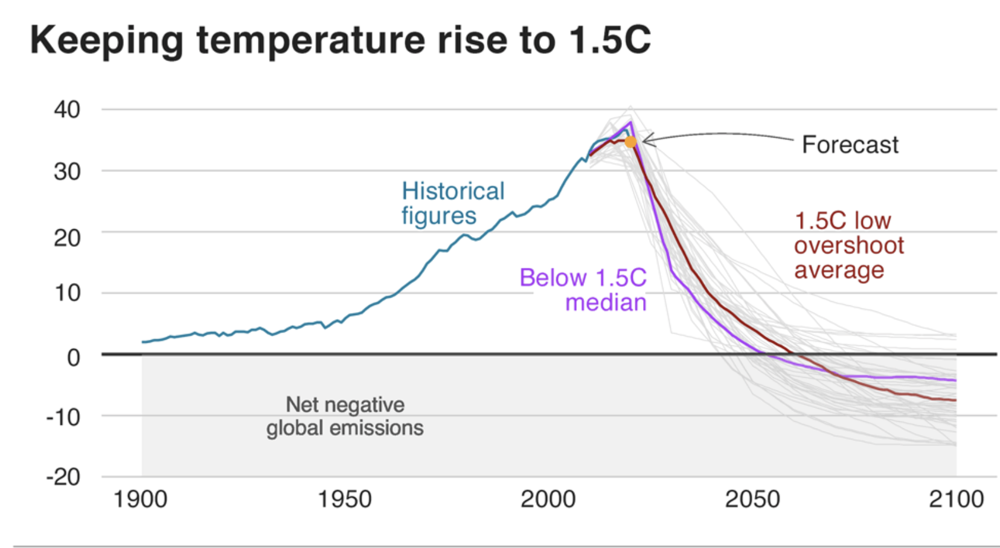 Keeping temperature rise to 1.5C
40
Forecast
30
Historical
figures
1.5C low
overshoot
average
20
Below 1.5C
median
10
0
Net negative
global emissions
-10
-20
1900 1950 2000 2050 2100